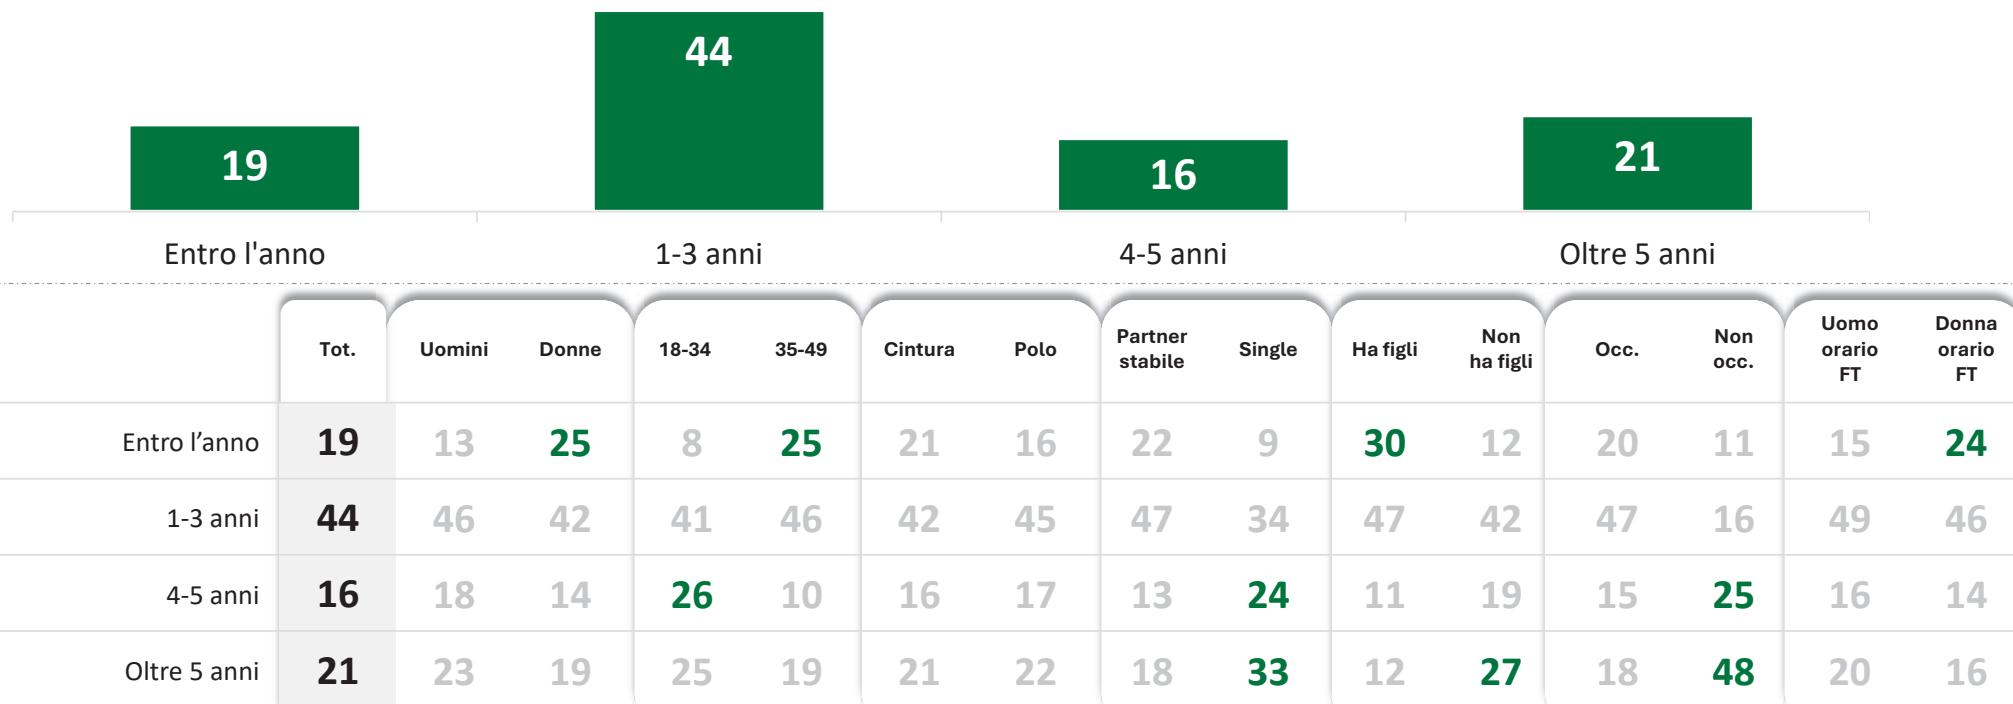 19 44 16 21
Entro l'anno 1-3 anni 4-5 anni Oltre 5 anni
Tot. Uomini Donne 18-34 35-49 Cintura Polo Partner stabile Single Ha figli Non ha figli Occ. Non occ. Uomo orario FT Donna orario FT
Entro l’anno 19 13 25 8 25 21 16 22 9 30 12 20 11 15 24
1-3 anni 44 46 42 41 46 42 45 47 34 47 42 47 16 49 46
4-5 anni 16 18 14 26 10 16 17 13 24 11 19 15 25 16 14
Oltre 5 anni 21 23 19 25 19 21 22 18 33 12 27 18 48 20 16